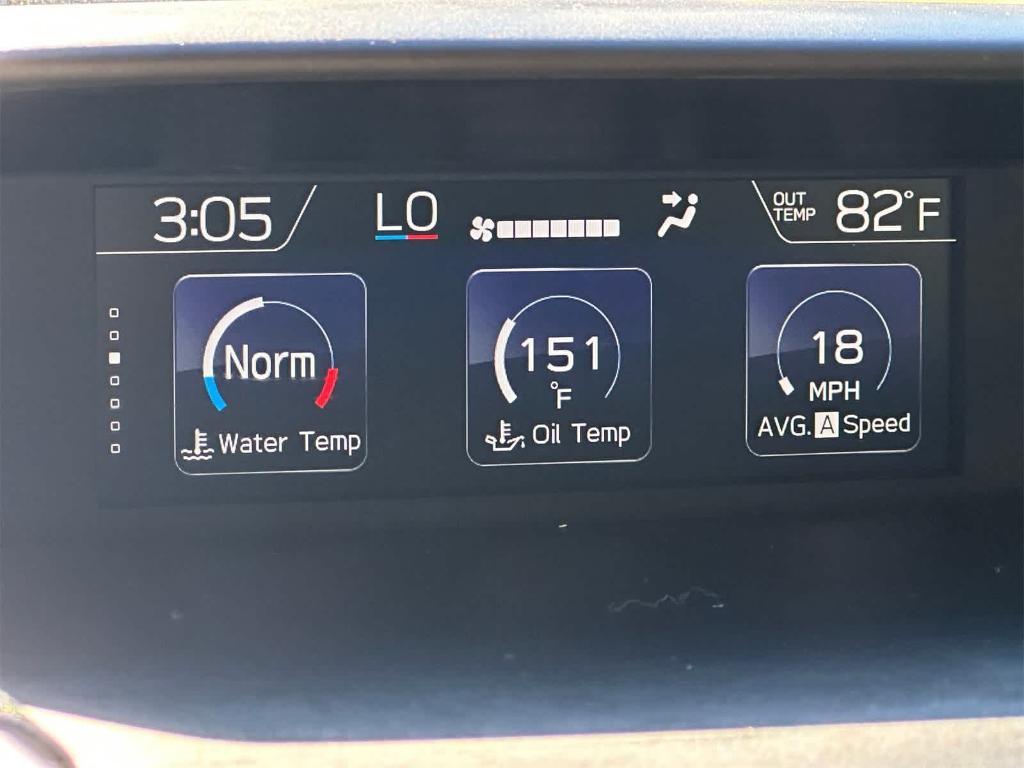 3:05
LO
OUT
TEMP
82°F
Norm
Water Temp
151
°F
Oil Temp
18
MPH
AVG. A Speed